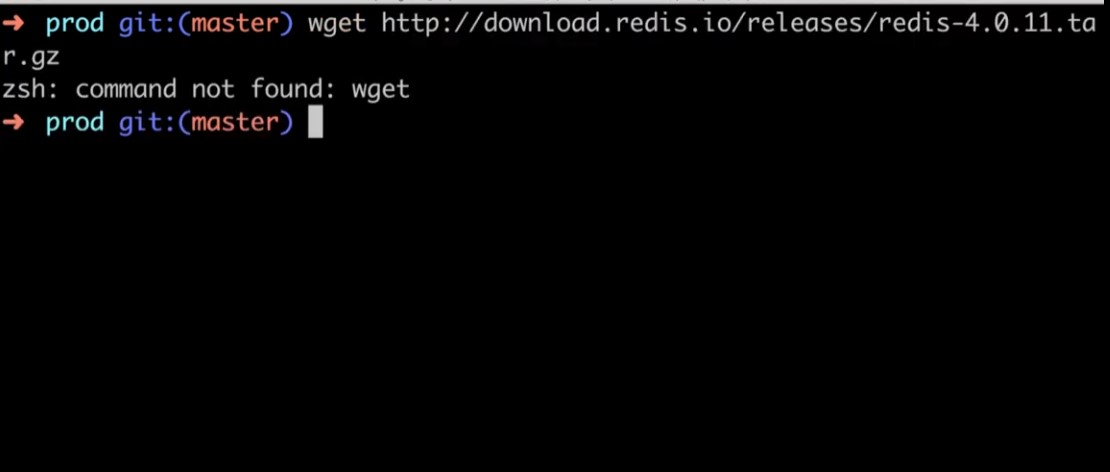 ➜ prod git:(master) wget http://download.redis.io/releases/redis-4.0.11.ta
r.gz
zsh: command not found: wget
➜ prod git:(master)